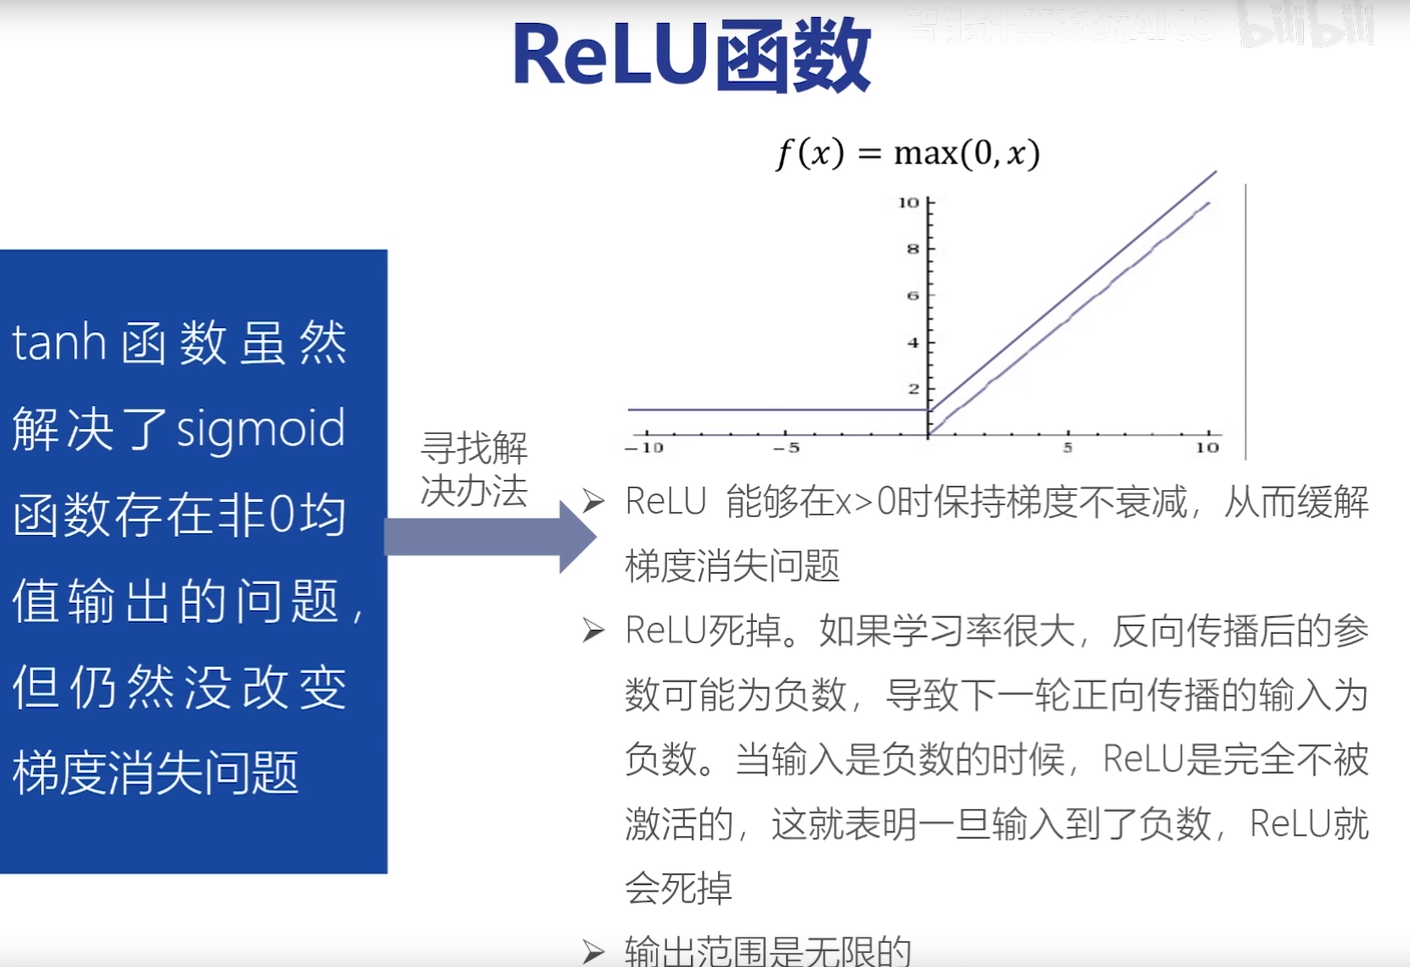 智能计算系统AICS bilibili
ReLU函数
f(x) = max(0, x)
10
8
6
4
2
-10 -5 5 10
tanh函数虽然
解决了sigmoid
函数存在非0均
值输出的问题，
但仍然没改变
梯度消失问题
寻找解
决办法
➢ ReLU 能够在x>0时保持梯度不衰减，从而缓解
梯度消失问题
➢ ReLU死掉。如果学习率很大，反向传播后的参
数可能为负数，导致下一轮正向传播的输入为
负数。当输入是负数的时候，ReLU是完全不被
激活的，这就表明一旦输入到了负数，ReLU就
会死掉
➢ 输出范围是无限的